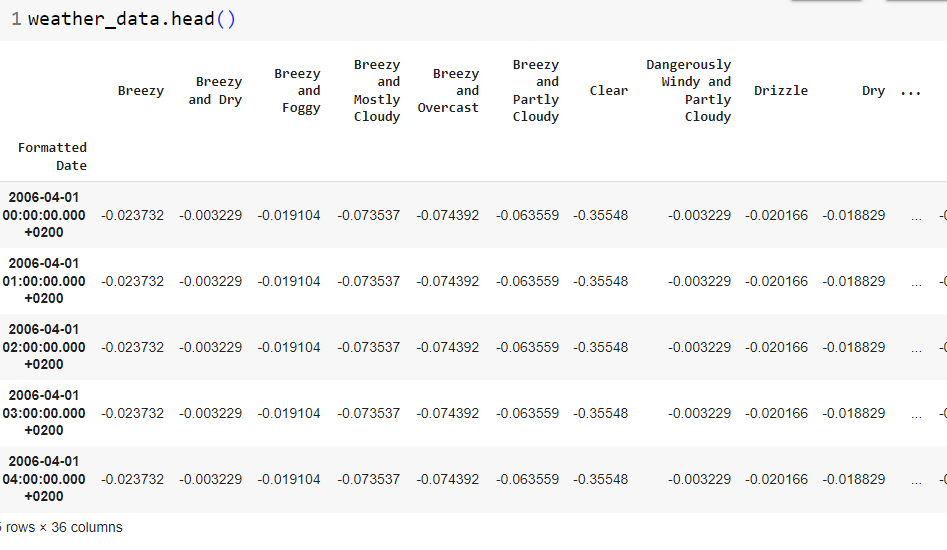 1 weather_data.head()
Breezy Breezy and Dry Breezy and Foggy Breezy and Mostly Cloudy Breezy and Overcast Breezy and Partly Cloudy Clear Dangerously Windy and Partly Cloudy Drizzle Dry ...
Formatted Date
2006-04-01 00:00:00.000 +0200 -0.023732 -0.003229 -0.019104 -0.073537 -0.074392 -0.063559 -0.35548 -0.003229 -0.020166 -0.018829 ...
2006-04-01 01:00:00.000 +0200 -0.023732 -0.003229 -0.019104 -0.073537 -0.074392 -0.063559 -0.35548 -0.003229 -0.020166 -0.018829 ...
2006-04-01 02:00:00.000 +0200 -0.023732 -0.003229 -0.019104 -0.073537 -0.074392 -0.063559 -0.35548 -0.003229 -0.020166 -0.018829 ...
2006-04-01 03:00:00.000 +0200 -0.023732 -0.003229 -0.019104 -0.073537 -0.074392 -0.063559 -0.35548 -0.003229 -0.020166 -0.018829 ...
2006-04-01 04:00:00.000 +0200 -0.023732 -0.003229 -0.019104 -0.073537 -0.074392 -0.063559 -0.35548 -0.003229 -0.020166 -0.018829 ...
rows × 36 columns